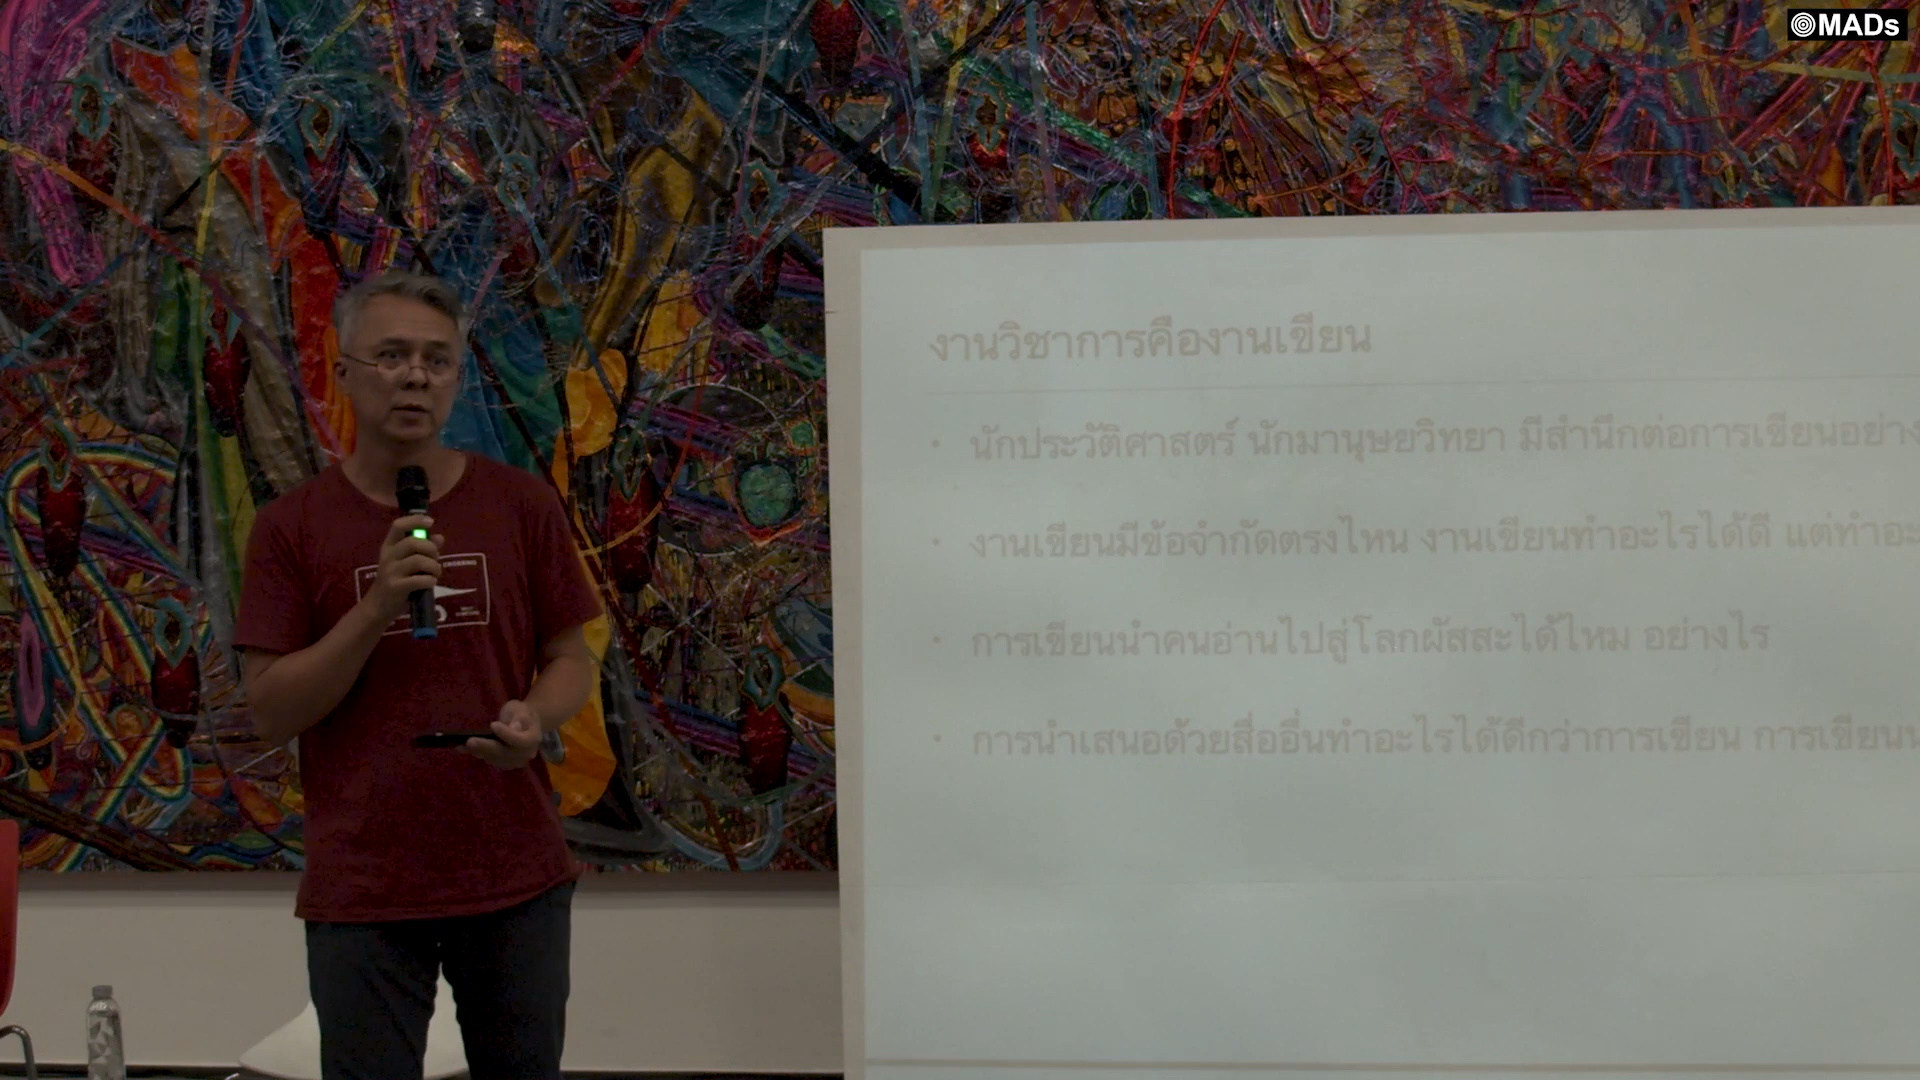 MADs
งานวิชาการคืองานเขียน
• นักประวัติศาสตร์ นักมานุษยวิทยา มีสำนึกต่อการเขียนอย่าง
• งานเขียนมีข้อจำกัดตรงไหน งานเขียนทำอะไรได้ดี แต่ทำอะ
• การเขียนนำคนอ่านไปสู่โลกผัสสะได้ไหม อย่างไร
• การนำเสนอด้วยสื่ออื่นทำอะไรได้ดีกว่าการเขียน การเขียน
CROSSING